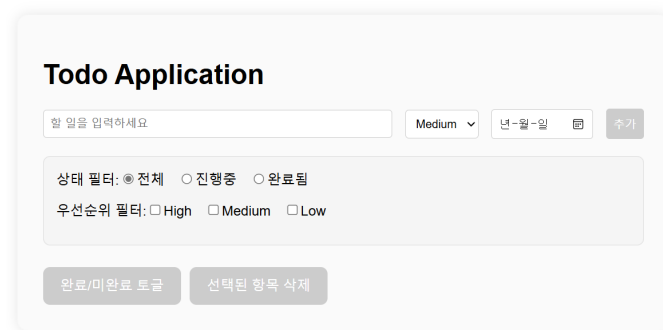 Todo Application
할 일을 입력하세요 Medium 년-월-일 추가
상태 필터: 전체 진행중 완료됨
우선순위 필터: High Medium Low
완료/미완료 토글 선택된 항목 삭제